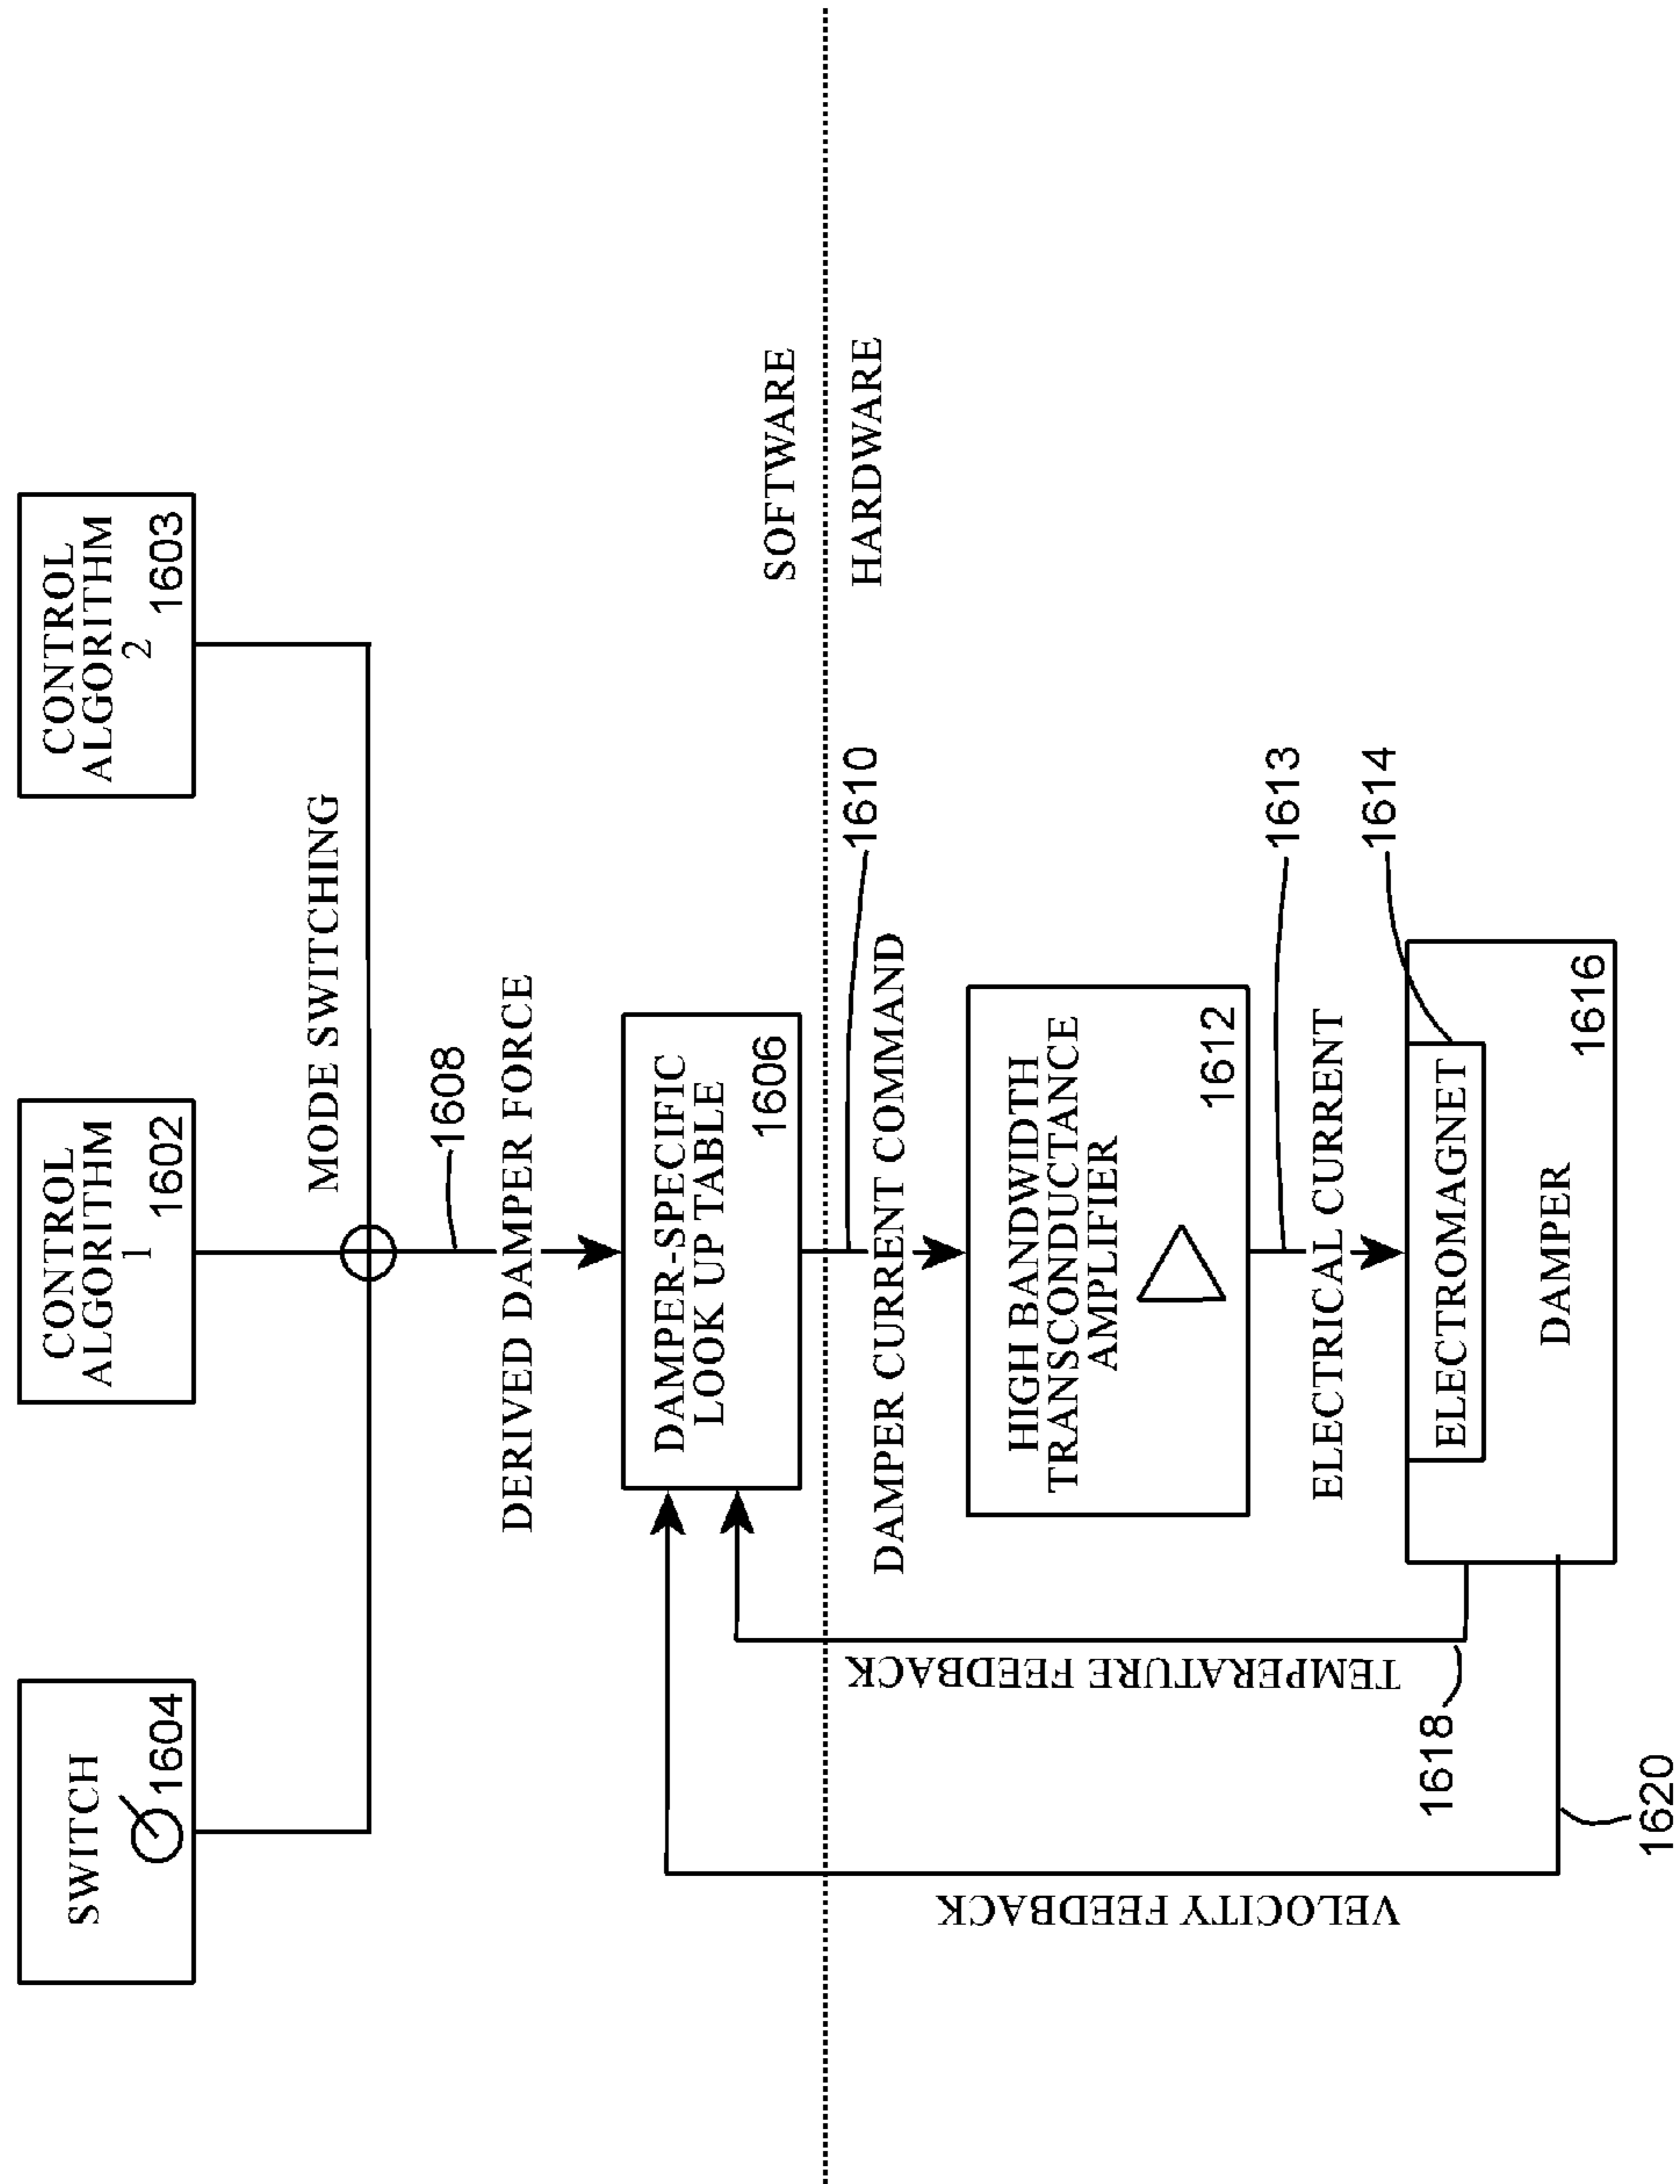 SWITCH
1604
CONTROL
ALGORITHM
1
1602
CONTROL
ALGORITHM
2
1603
MODE SWITCHING
1608
DERIVED DAMPER FORCE
DAMPER-SPECIFIC
LOOK UP TABLE
1606
SOFTWARE
HARDWARE
1610
DAMPER CURRENT COMMAND
HIGH BANDWIDTH
TRANSCONDUCTANCE
AMPLIFIER
1612
1613
ELECTRICAL CURRENT
1614
ELECTROMAGNET
DAMPER
1616
TEMPERATURE FEEDBACK
1618
VELOCITY FEEDBACK
1620